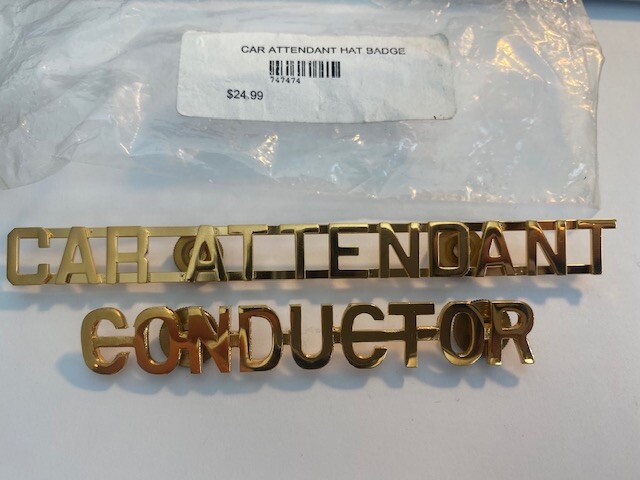 CAR ATTENDANT HAT BADGE
747474
$24.99
CAR ATTENDANT
CONDUCTOR